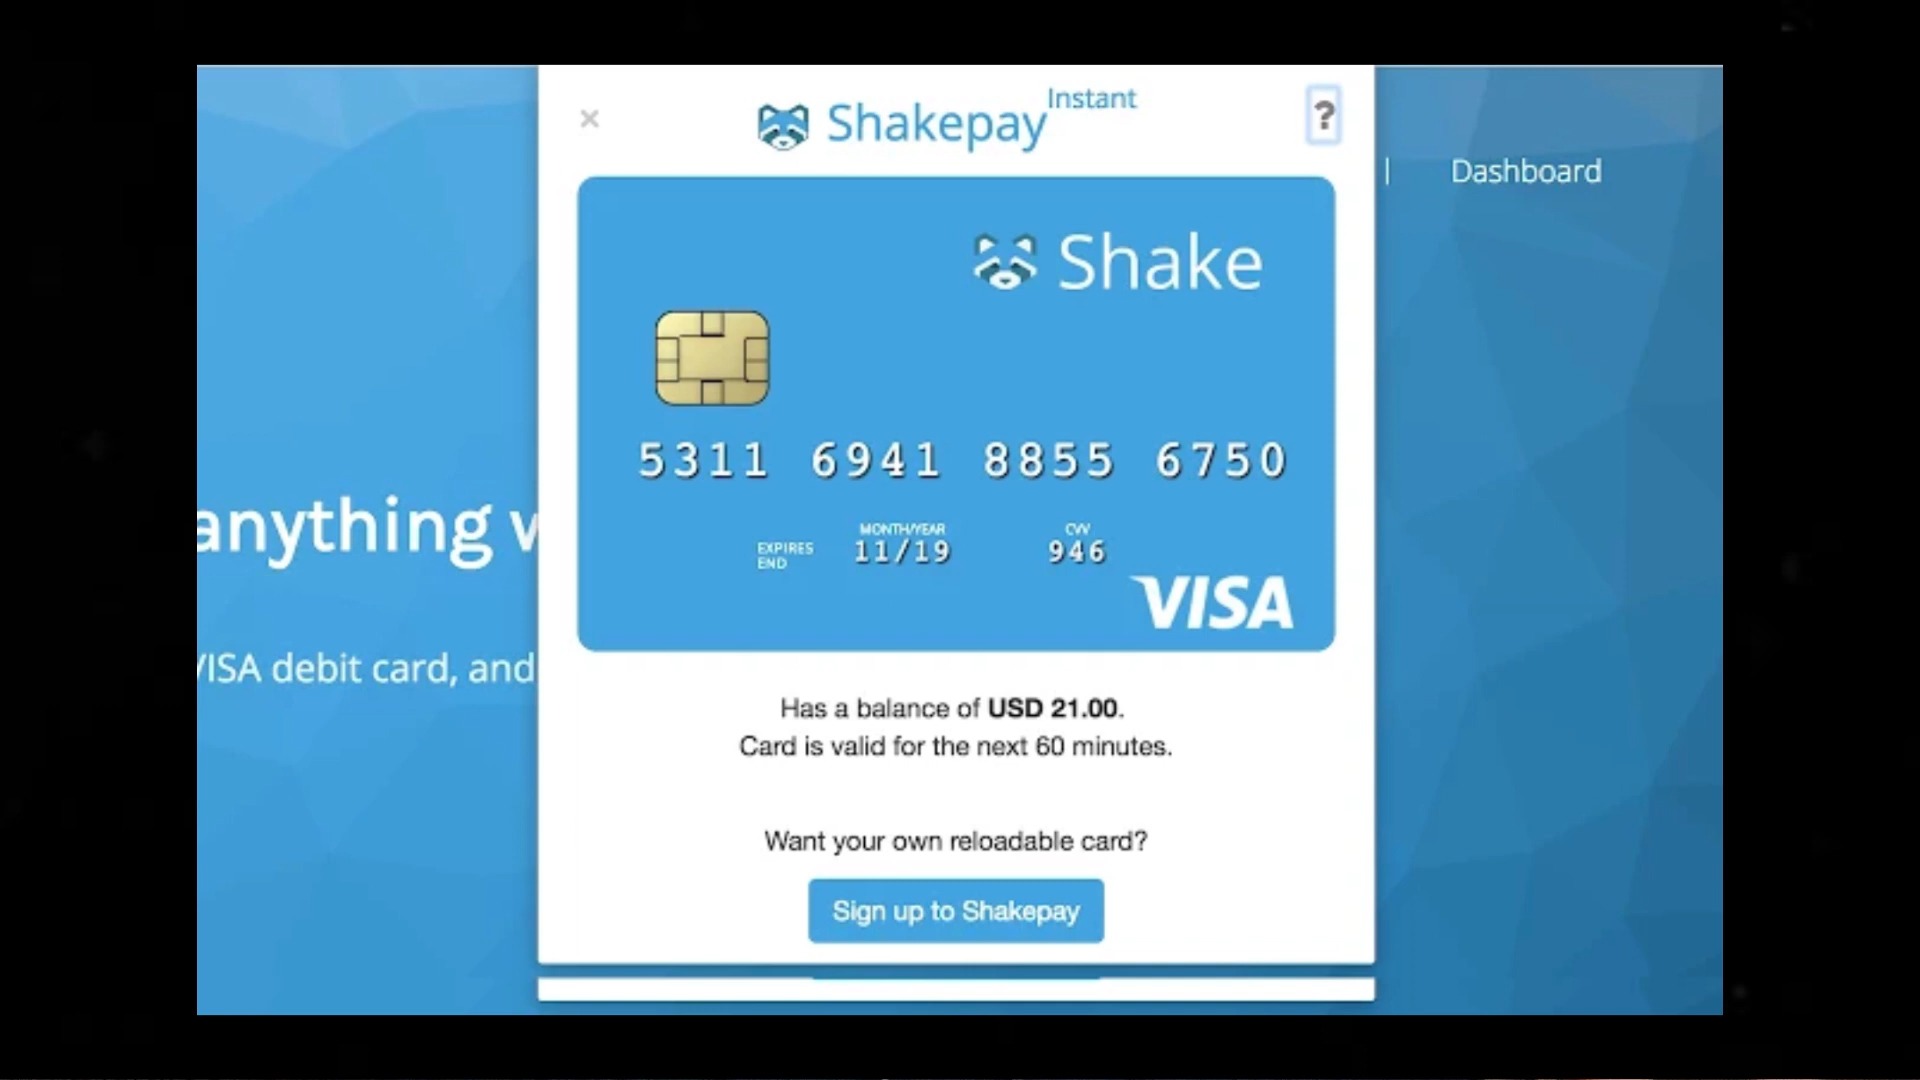 Shakepay Instant
?
| Dashboard
Shake
5311 6941 8855 6750
MONTH/YEAR
CVV
EXPIRES END
11/19
946
VISA
anything
VISA debit card, and
Has a balance of USD 21.00.
Card is valid for the next 60 minutes.
Want your own reloadable card?
Sign up to Shakepay